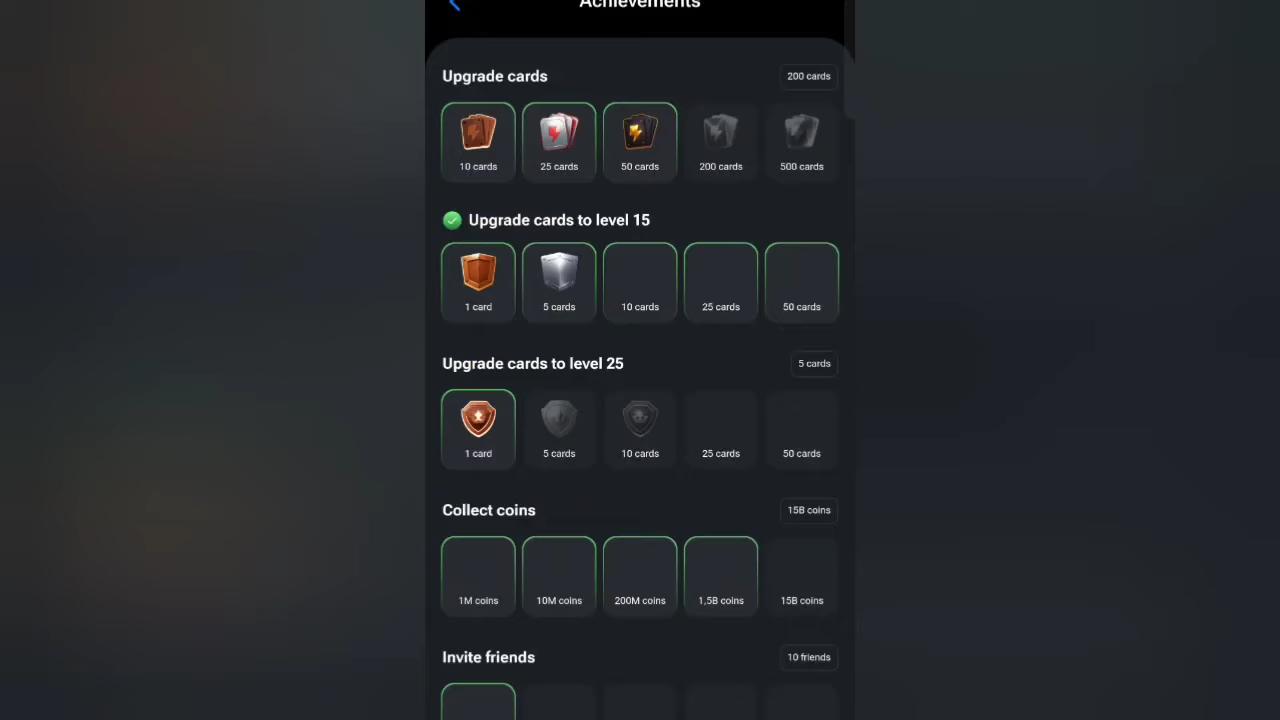 Achievements
Upgrade cards
200 cards
10 cards
25 cards
50 cards
200 cards
500 cards
Upgrade cards to level 15
1 card
5 cards
10 cards
25 cards
50 cards
Upgrade cards to level 25
5 cards
1 card
5 cards
10 cards
25 cards
50 cards
Collect coins
15B coins
1M coins
10M coins
200M coins
1,5B coins
15B coins
Invite friends
10 friends